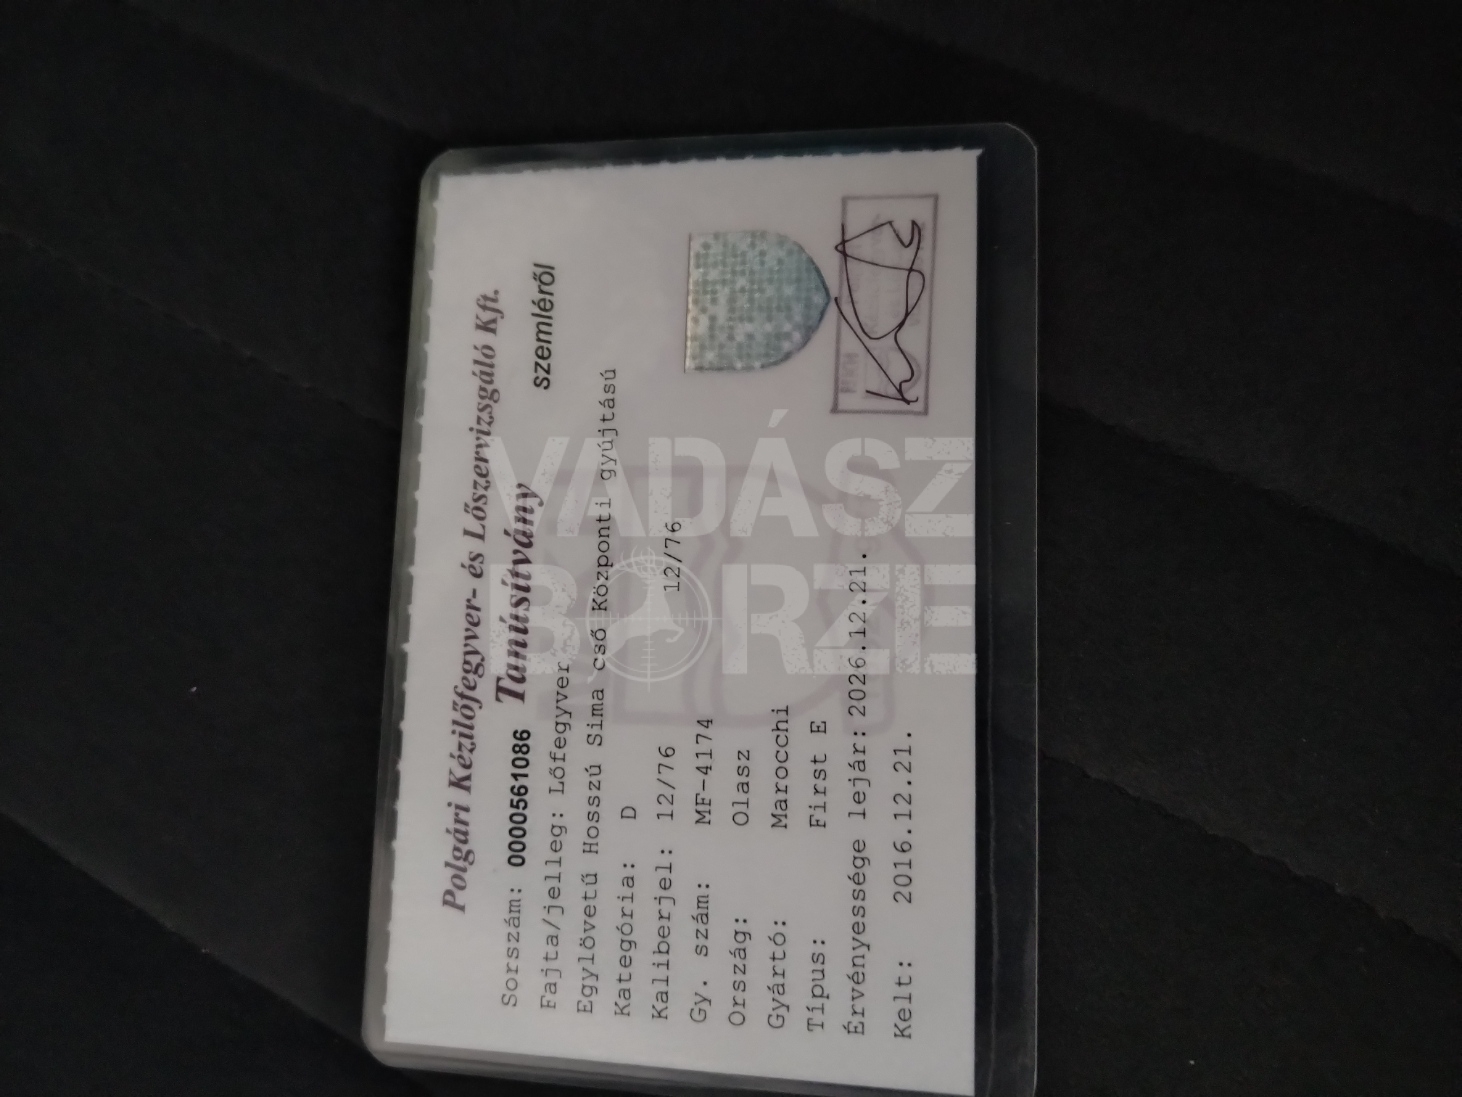 Polgári Kézilőfegyver- és Lőszervizsgáló Kft.
Tanúsítvány
Sorszám: 0000561086 szemléről
Fajta/jelleg: Lőfegyver
Egylövetű Hosszú Sima cső Központi gyújtású
Kategória: D
Kaliberjel: 12/76 12/76
Gy. szám: MF-4174
Ország: Olasz
Gyártó: Marocchi
Típus: First E
Érvényessége lejár: 2026.12.21.
Kelt: 2016.12.21.
VADÁSZ
BÖRZE